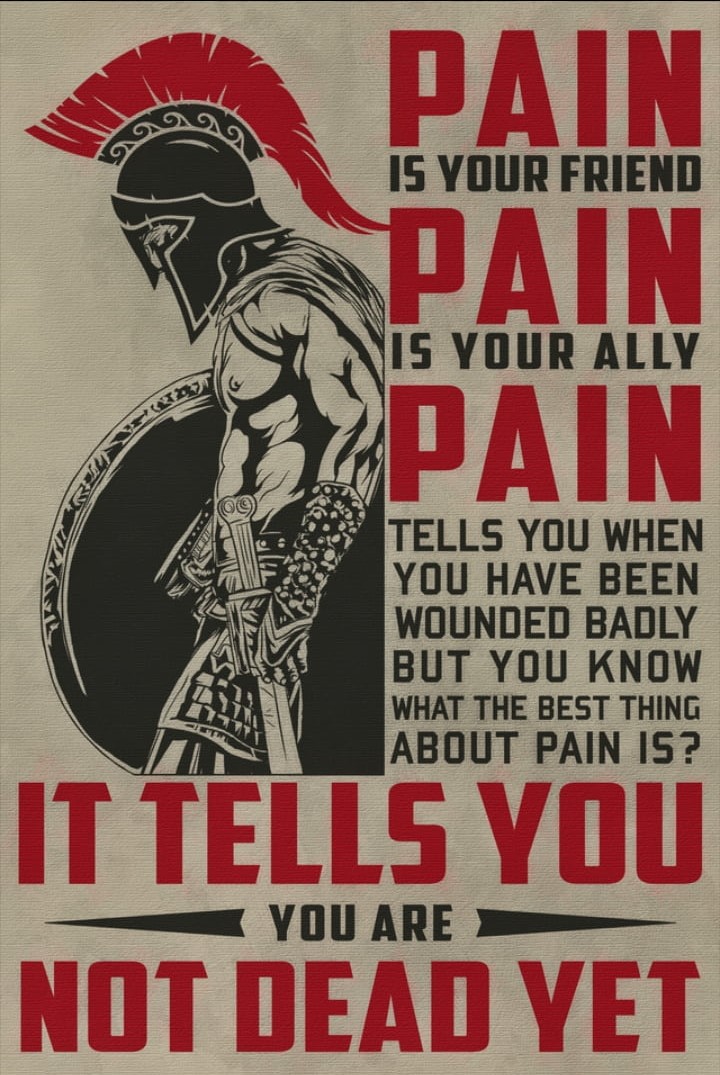 PAIN
IS YOUR FRIEND
PAIN
IS YOUR ALLY
PAIN
TELLS YOU WHEN
YOU HAVE BEEN
WOUNDED BADLY
BUT YOU KNOW
WHAT THE BEST THING
ABOUT PAIN IS?
IT TELLS YOU
YOU ARE
NOT DEAD YET